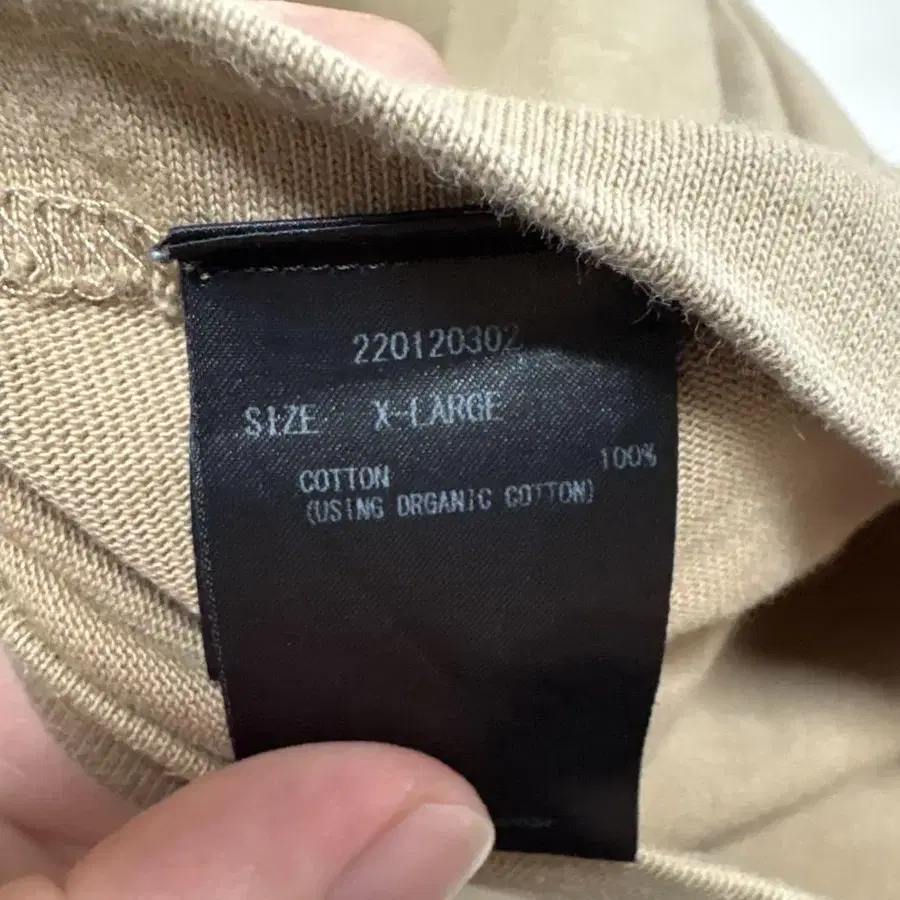 220120302
SIZE X-LARGE
COTTON 100%
(USING ORGANIC COTTON)